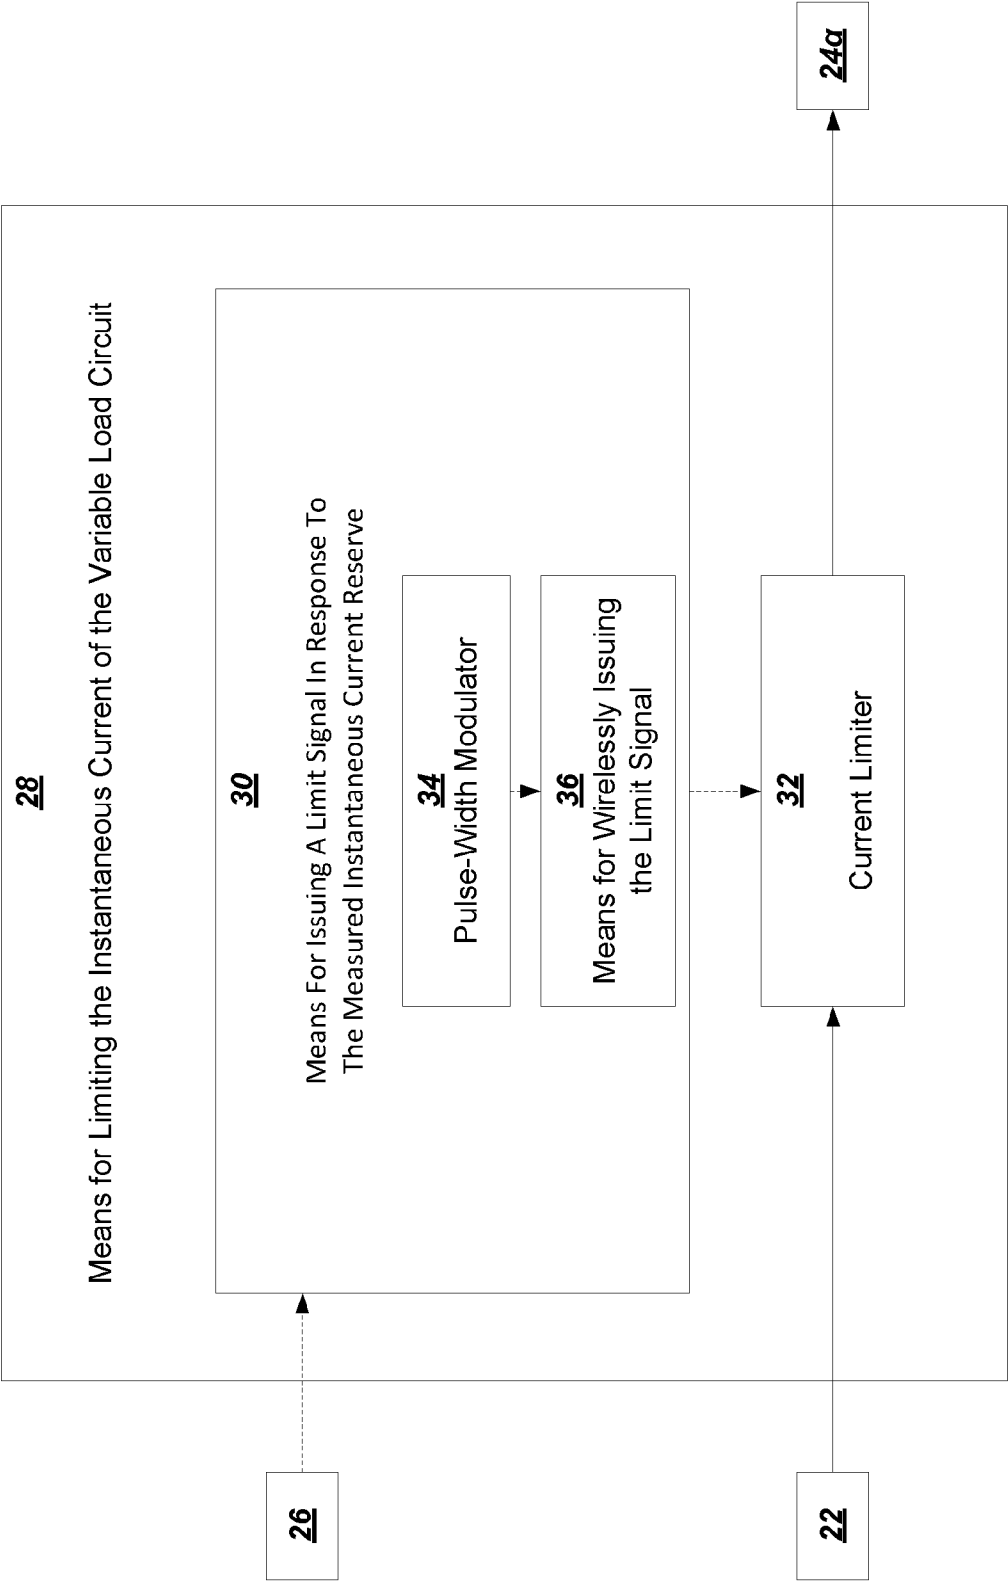 28
Means for Limiting the Instantaneous Current of the Variable Load Circuit
30
Means For Issuing A Limit Signal In Response To
The Measured Instantaneous Current Reserve
34
Pulse-Width Modulator
36
Means for Wirelessly Issuing
the Limit Signal
26
32
Current Limiter
22
24a